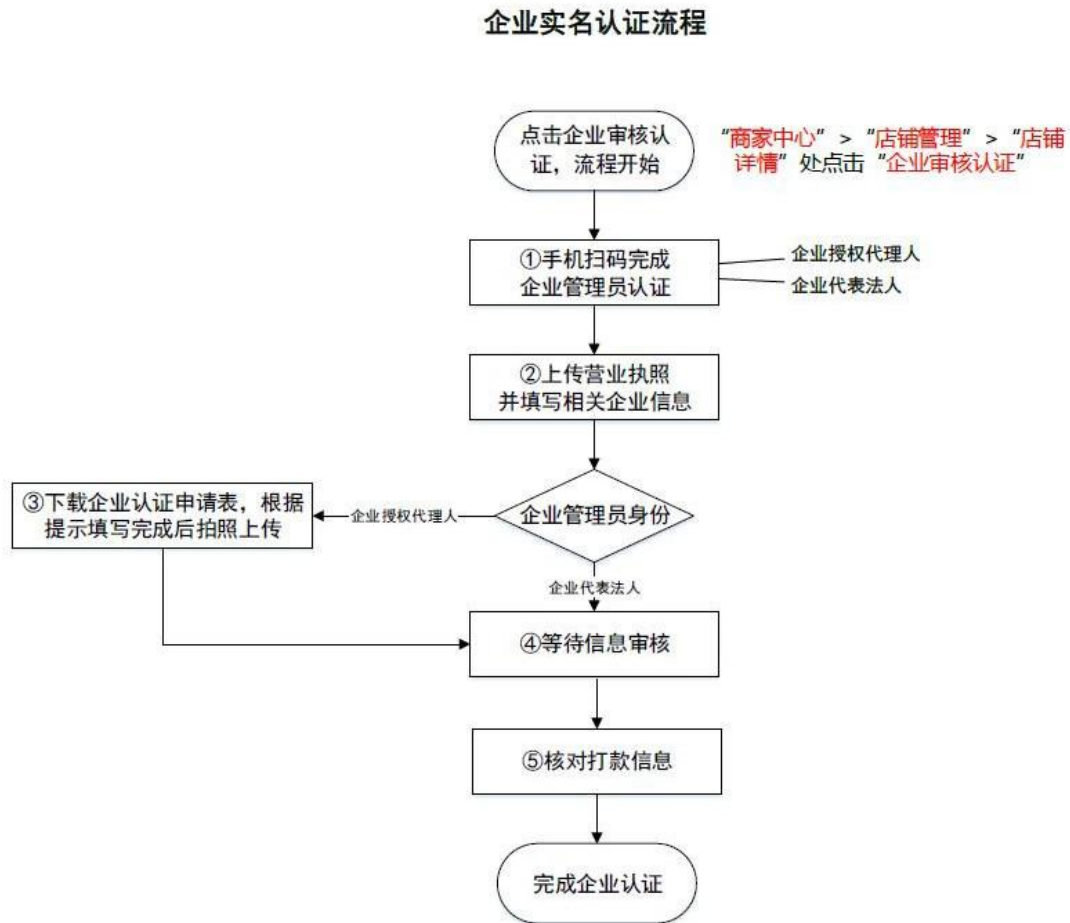 企业实名认证流程
点击企业审核认
证，流程开始
“商家中心” > “店铺管理” > “店铺
详情” 处点击 “企业审核认证”
①手机扫码完成
企业管理员认证
企业授权代理人
企业代表法人
②上传营业执照
并填写相关企业信息
企业管理员身份
企业授权代理人
③下载企业认证申请表，根据
提示填写完成后拍照上传
企业代表法人
④等待信息审核
⑤核对打款信息
完成企业认证